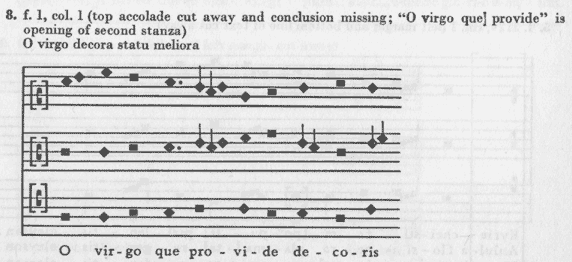 8. f. 1, col. 1 (top accolade cut away and conclusion missing; "O virgo que] provide" is
opening of second stanza)
O virgo decora statu meliora
O vir-go que pro-vi-de de-co-ris